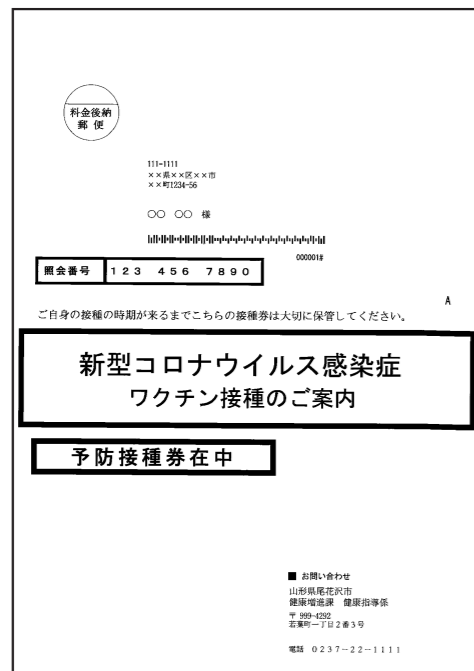 料金後納
郵便
111-1111
××県××区××市
××町1234-56
○○ ○○ 様
000001#
照会番号 123 456 7890
A
ご自身の接種の時期が来るまでこちらの接種券は大切に保管してください。
新型コロナウイルス感染症
ワクチン接種のご案内
予防接種券在中
■ お問い合わせ
山形県尾花沢市
健康増進課 健康指導係
〒 999-4292
若葉町一丁目2番3号
電話 0237-22-1111